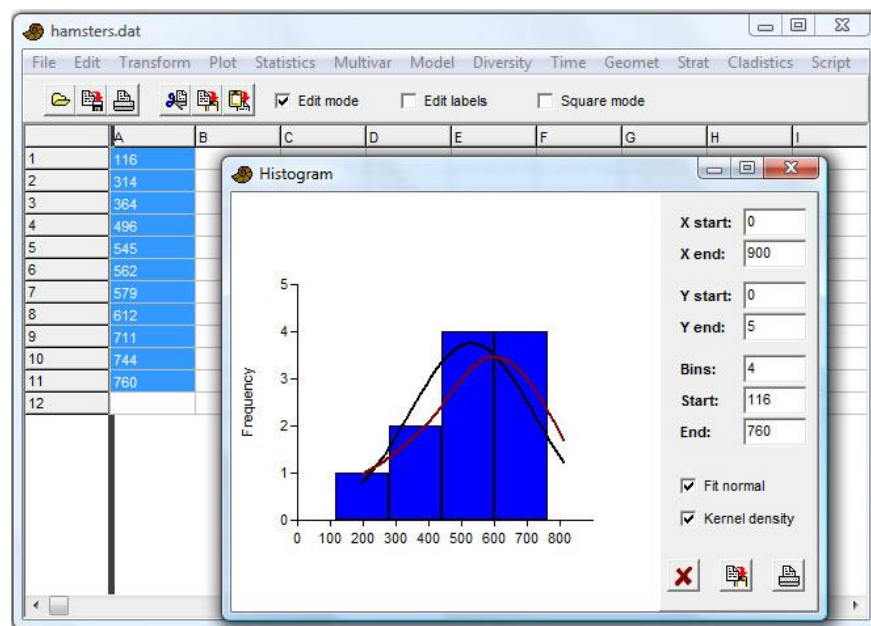 hamsters.dat
File Edit Transform Plot Statistics Multivar Model Diversity Time Geomet Strat Cladistics Script
Edit mode Edit labels Square mode
A B C D E F G H I
1 116
2 314
3 364
4 496
5 545
6 562
7 579
8 612
9 711
10 744
11 760
12
Histogram
Frequency
5
4
3
2
1
0
0 100 200 300 400 500 600 700 800
X start: 0
X end: 900
Y start: 0
Y end: 5
Bins: 4
Start: 116
End: 760
Fit normal
Kernel density